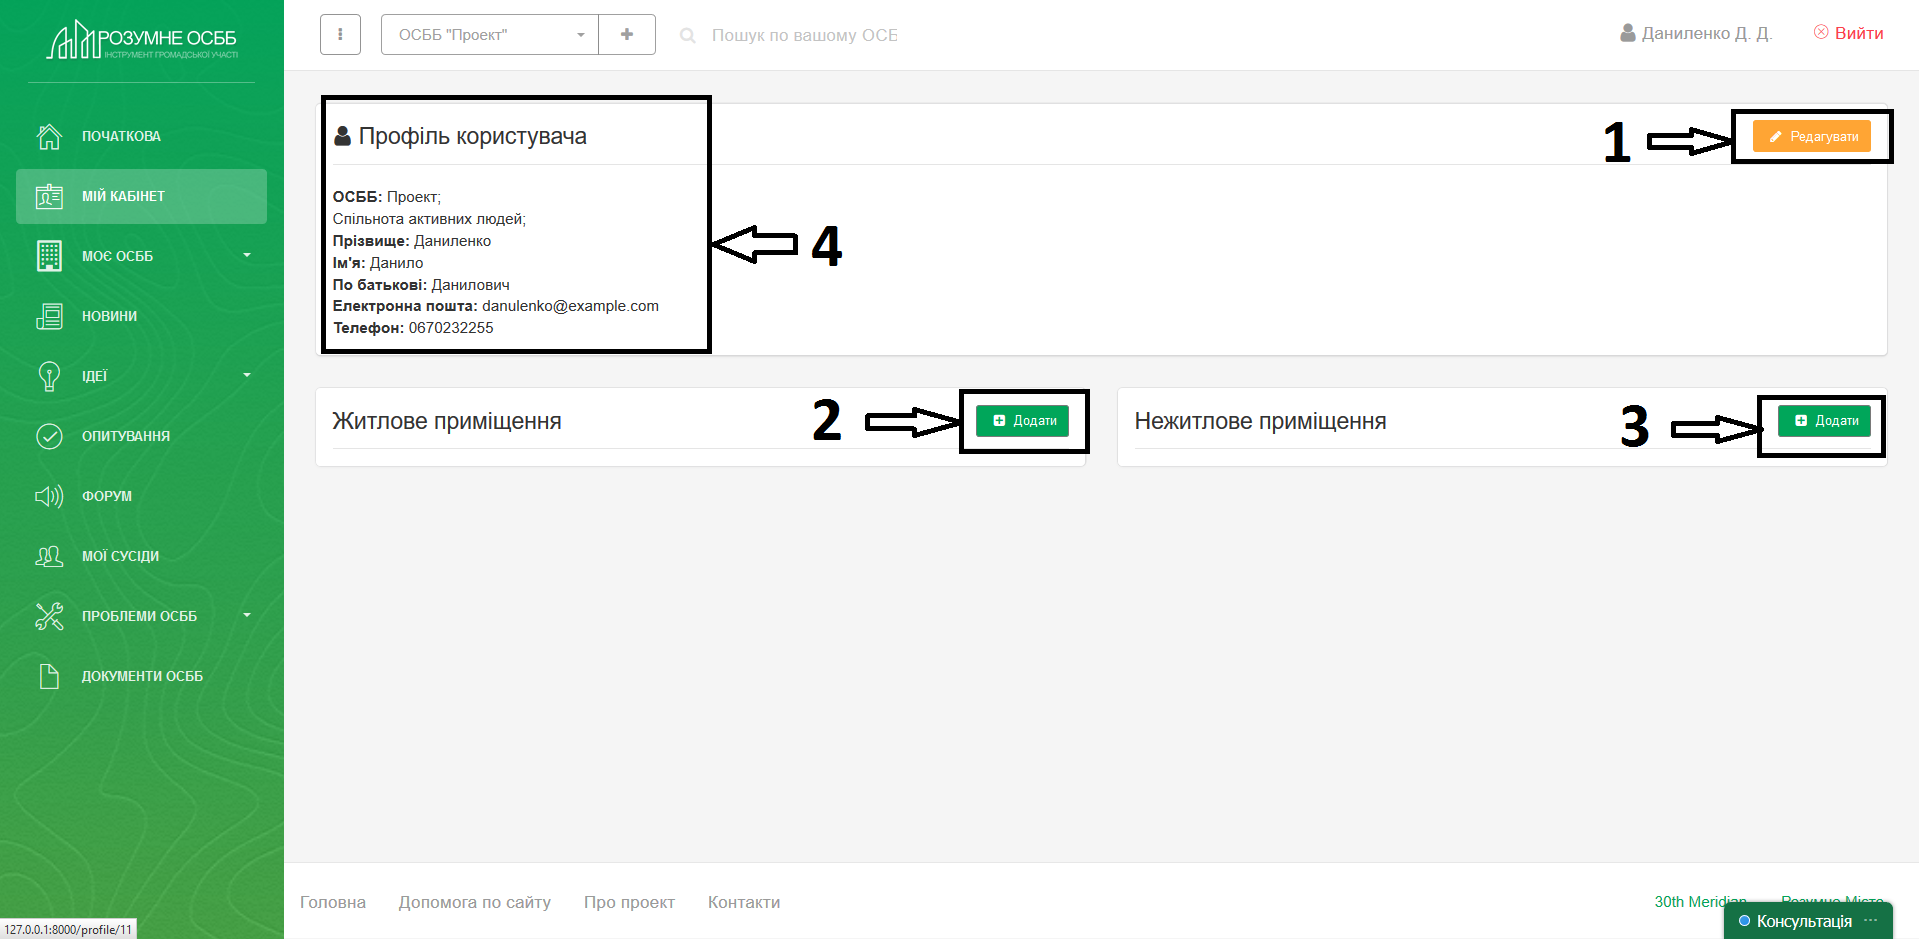 РОЗУМНЕ ОСББ
ІНСТРУМЕНТ ГРОМАДСЬКОЇ УЧАСТІ
ПОЧАТКОВА
МІЙ КАБІНЕТ
МОЄ ОСББ
НОВИНИ
ІДЕЇ
ОПИТУВАННЯ
ФОРУМ
МОЇ СУСІДИ
ПРОБЛЕМИ ОСББ
ДОКУМЕНТИ ОСББ
ОСББ "Проект"
Пошук по вашому ОСЕ
Даниленко Д. Д.
Вийти
Профіль користувача
1
Редагувати
ОСББ: Проект;
Спільнота активних людей;
Прізвище: Даниленко
Ім'я: Данило
По батькові: Данилович
Електронна пошта: danulenko@example.com
Телефон: 0670232255
4
Житлове приміщення
2
Додати
Нежитлове приміщення
3
Додати
Головна
Допомога по сайту
Про проект
Контакти
30th Meridian
Розумне Місто
Консультація
127.0.0.1:8000/profile/11